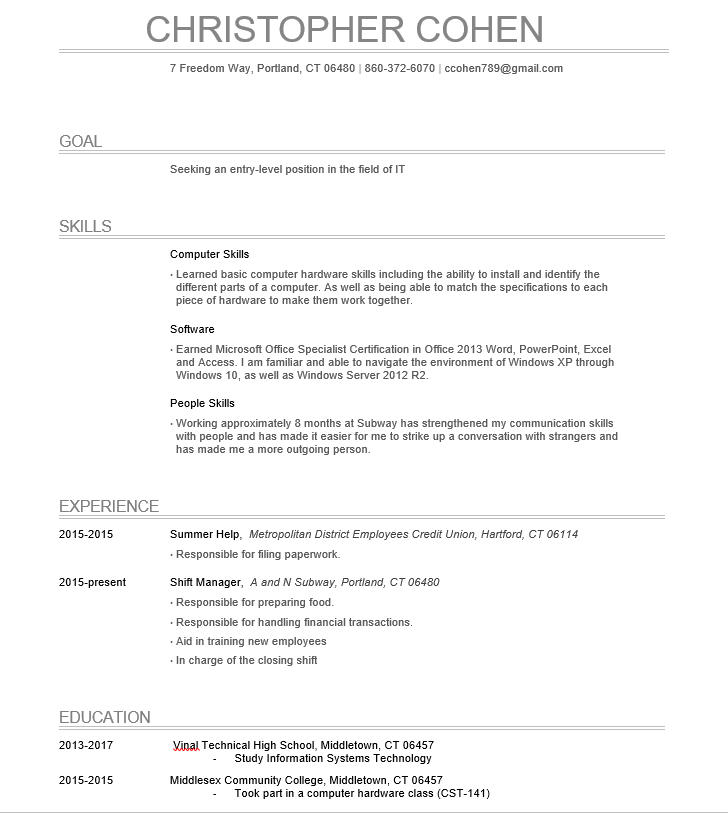 CHRISTOPHER COHEN
7 Freedom Way, Portland, CT 06480 | 860-372-6070 | ccohen789@gmail.com
GOAL
Seeking an entry-level position in the field of IT
SKILLS
Computer Skills
· Learned basic computer hardware skills including the ability to install and identify the
different parts of a computer. As well as being able to match the specifications to each
piece of hardware to make them work together.
Software
· Earned Microsoft Office Specialist Certification in Office 2013 Word, PowerPoint, Excel
and Access. I am familiar and able to navigate the environment of Windows XP through
Windows 10, as well as Windows Server 2012 R2.
People Skills
· Working approximately 8 months at Subway has strengthened my communication skills
with people and has made it easier for me to strike up a conversation with strangers and
has made me a more outgoing person.
EXPERIENCE
2015-2015 Summer Help, Metropolitan District Employees Credit Union, Hartford, CT 06114
· Responsible for filing paperwork.
2015-present Shift Manager, A and N Subway, Portland, CT 06480
· Responsible for preparing food.
· Responsible for handling financial transactions.
· Aid in training new employees
· In charge of the closing shift
EDUCATION
2013-2017 Vinal Technical High School, Middletown, CT 06457
- Study Information Systems Technology
2015-2015 Middlesex Community College, Middletown, CT 06457
- Took part in a computer hardware class (CST-141)